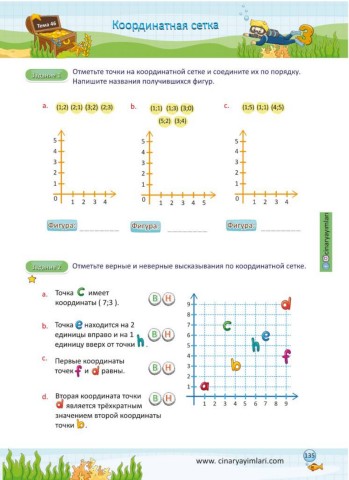 Тема 46
Координатная сетка
3
Задание 1
Отметьте точки на координатной сетке и соедините их по порядку.
Напишите названия получившихся фигур.
a. (1;2) (2;1) (3;2) (2;3)
b. (1;1) (1;3) (3;0)
(5;2) (3;4)
c. (1;5) (1;1) (4;5)
5
4
3
2
1
0 1 2 3 4
5
4
3
2
1
0 1 2 3 4 5
5
4
3
2
1
0 1 2 3 4
Фигура:
Фигура:
Фигура:
Задание 2
Отметьте верные и неверные высказывания по координатной сетке.
a. Точка c имеет
координаты ( 7;3 ).
В Н
b. Точка e находится на 2
единицы вправо и на 1
единицу вверх от точки h .
В Н
c. Первые координаты
точек f и d равны.
В Н
d. Вторая координата точки
a является трёхкратным
значением второй координаты
точки b .
В Н
9
8
7
6
5
4
3
2
1
1 2 3 4 5 6 7 8 9
d
c
e
h
f
b
a
© cinaryayimlari
www. cinaryayimlari.com
135